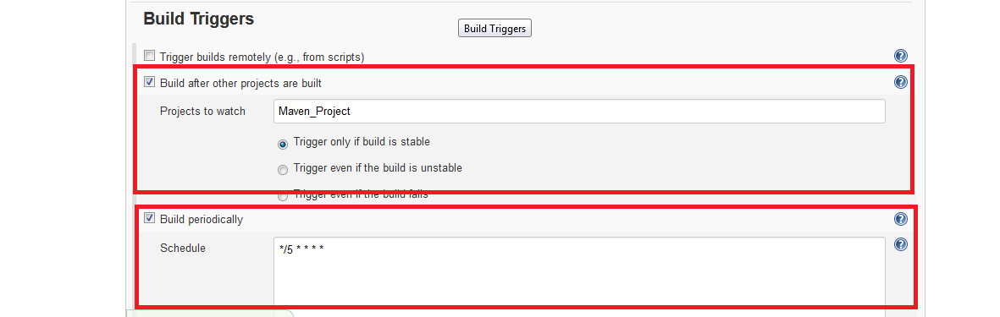 Build Triggers
Build Triggers
Trigger builds remotely (e.g., from scripts)
Build after other projects are built
Projects to watch Maven_Project
Trigger only if build is stable
Trigger even if the build is unstable
Trigger even if the build fails
Build periodically
Schedule */5 * * * *